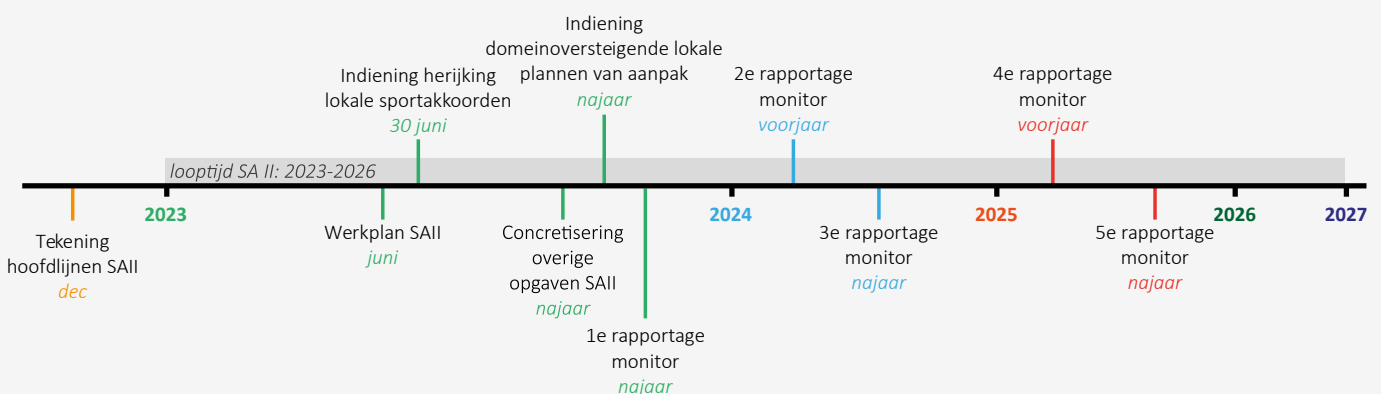 Indiening
domeinoversteigende lokale
plannen van aanpak
najaar
Indiening herijking
lokale sportakkoorden
30 juni
2e rapportage
monitor
voorjaar
4e rapportage
monitor
voorjaar
looptijd SA II: 2023-2026
2023
2024
2025
2026
2027
Tekening
hoofdlijnen SAII
dec
Werkplan SAII
juni
Concretisering
overige
opgaven SAII
najaar
1e rapportage
monitor
najaar
3e rapportage
monitor
najaar
5e rapportage
monitor
najaar